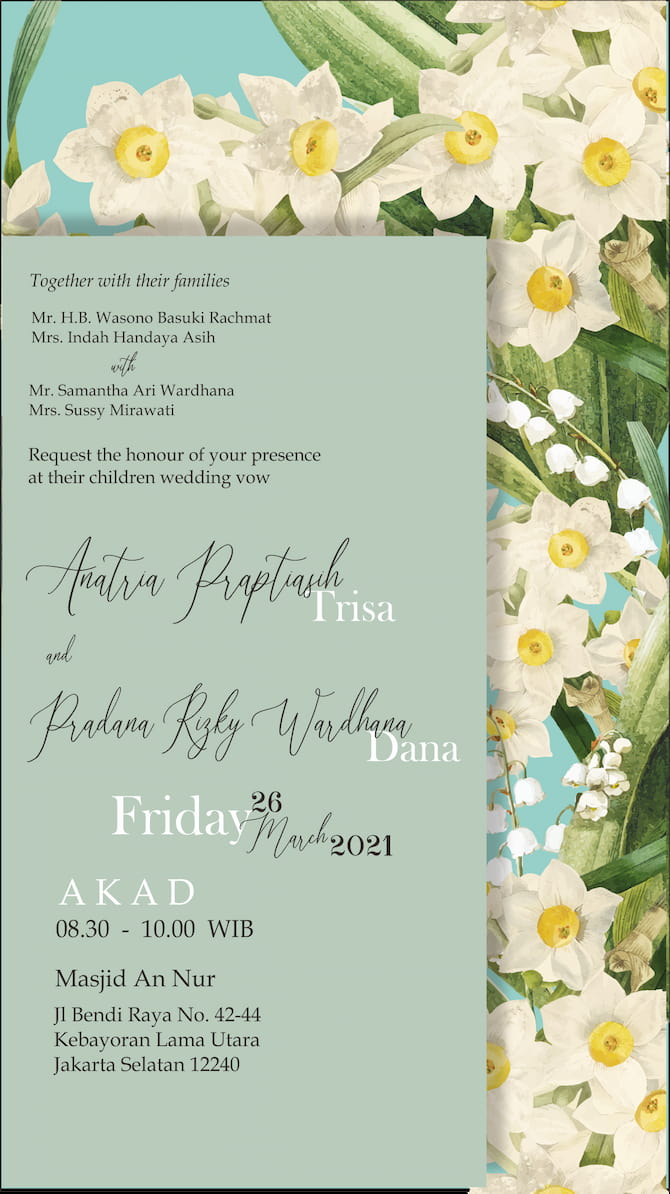 Together with their families
Mr. H.B. Wasono Basuki Rachmat
Mrs. Indah Handaya Asih
with
Mr. Samantha Ari Wardhana
Mrs. Sussy Mirawati
Request the honour of your presence
at their children wedding vow
Anatria Praptiasih
Trisa
and
Pradana Rizky Wardhana
Dana
Friday 26 March 2021
AKAD
08.30 - 10.00 WIB
Masjid An Nur
Jl Bendi Raya No. 42-44
Kebayoran Lama Utara
Jakarta Selatan 12240